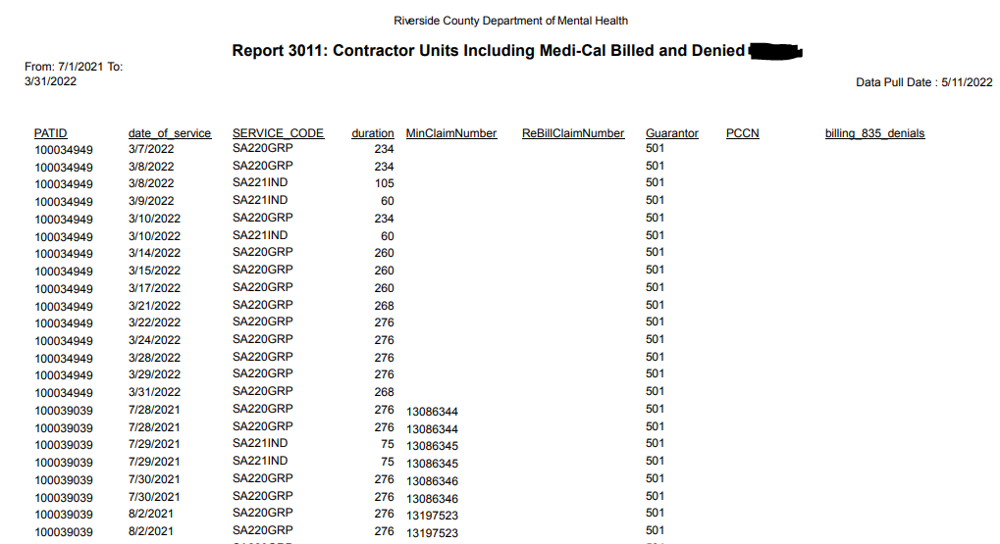 Riverside County Department of Mental Health
Report 3011: Contractor Units Including Medi-Cal Billed and Denied
From: 7/1/2021 To:
3/31/2022
Data Pull Date : 5/11/2022
PATID date_of_service SERVICE_CODE duration MinClaimNumber ReBillClaimNumber Guarantor PCCN billing_835_denials
100034949 3/7/2022 SA220GRP 234 501
100034949 3/8/2022 SA220GRP 234 501
100034949 3/8/2022 SA221IND 105 501
100034949 3/9/2022 SA221IND 60 501
100034949 3/10/2022 SA220GRP 234 501
100034949 3/10/2022 SA221IND 60 501
100034949 3/14/2022 SA220GRP 260 501
100034949 3/15/2022 SA220GRP 260 501
100034949 3/17/2022 SA220GRP 260 501
100034949 3/21/2022 SA220GRP 268 501
100034949 3/22/2022 SA220GRP 276 501
100034949 3/24/2022 SA220GRP 276 501
100034949 3/28/2022 SA220GRP 276 501
100034949 3/29/2022 SA220GRP 276 501
100034949 3/31/2022 SA220GRP 268 501
100039039 7/28/2021 SA220GRP 276 13086344 501
100039039 7/28/2021 SA220GRP 276 13086344 501
100039039 7/29/2021 SA221IND 75 13086345 501
100039039 7/29/2021 SA221IND 75 13086345 501
100039039 7/30/2021 SA220GRP 276 13086346 501
100039039 7/30/2021 SA220GRP 276 13086346 501
100039039 8/2/2021 SA220GRP 276 13197523 501
100039039 8/2/2021 SA220GRP 276 13197523 501